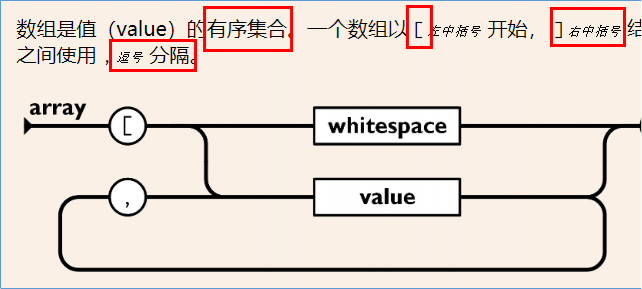 数组是值（value）的有序集合。一个数组以 [ 左中括号 开始， ] 右中括号 结
之间使用 , 逗号 分隔。
array
[ whitespace
, value